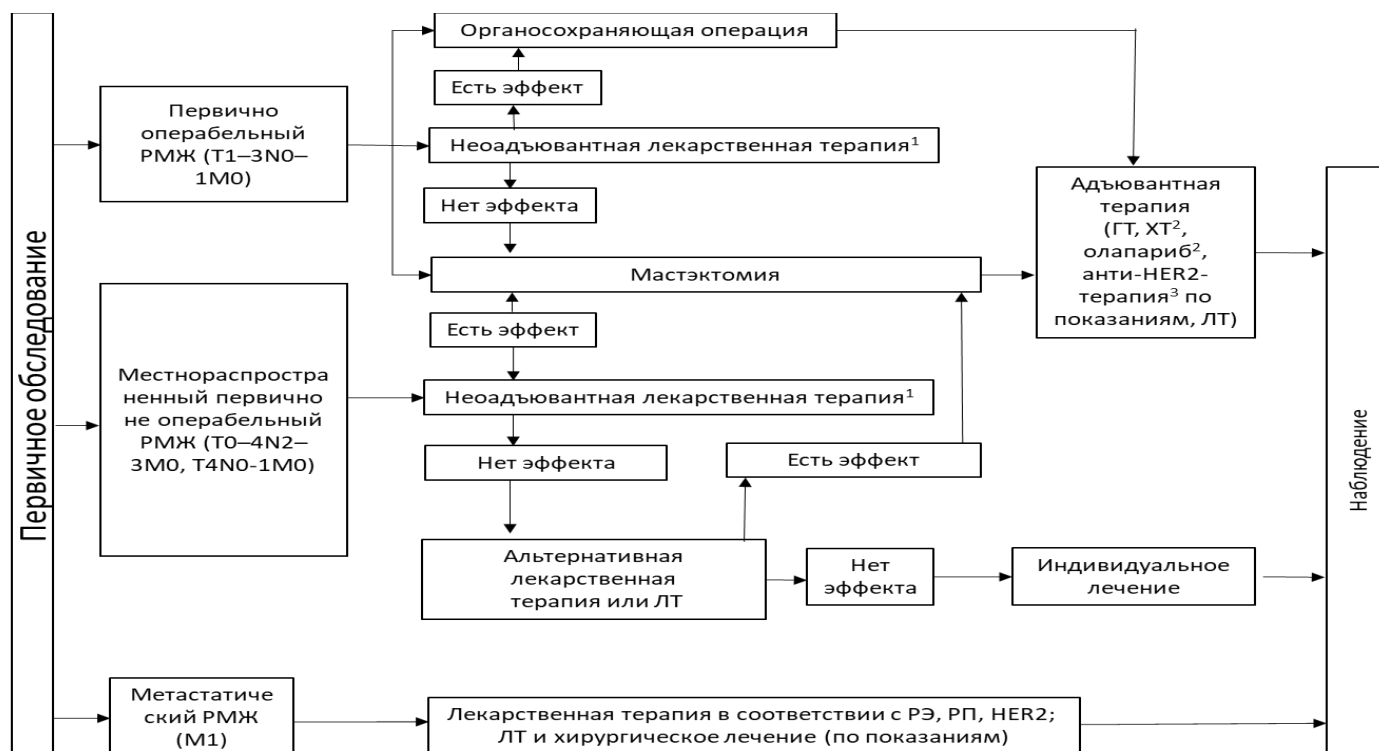 Первичное обследование
Первично
операбельный
РМЖ (T1–3N0–
1M0)
Местнораспростра
ненный первично
не операбельный
РМЖ (T0–4N2–
3M0, T4N0-1M0)
Метастатиче
ский РМЖ
(M1)
Органосохраняющая операция
Есть эффект
Неоадъювантная лекарственная терапия¹
Нет эффекта
Мастэктомия
Есть эффект
Неоадъювантная лекарственная терапия¹
Нет эффекта
Есть эффект
Альтернативная
лекарственная
терапия или ЛТ
Нет
эффекта
Индивидуальное
лечение
Лекарственная терапия в соответствии с РЭ, РП, HER2;
ЛТ и хирургическое лечение (по показаниям)
Адъювантная
терапия
(ГТ, ХТ²,
олапариб²,
анти-HER2-
терапия³ по
показаниям, ЛТ)
Наблюдение